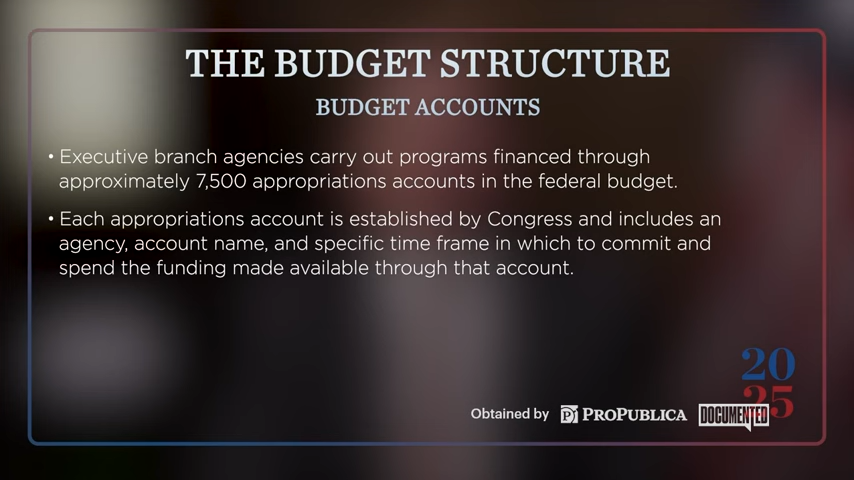 THE BUDGET STRUCTURE
BUDGET ACCOUNTS
• Executive branch agencies carry out programs financed through
approximately 7,500 appropriations accounts in the federal budget.
• Each appropriations account is established by Congress and includes an
agency, account name, and specific time frame in which to commit and
spend the funding made available through that account.
20
25
Obtained by PROPUBLICA DOCUMENTED